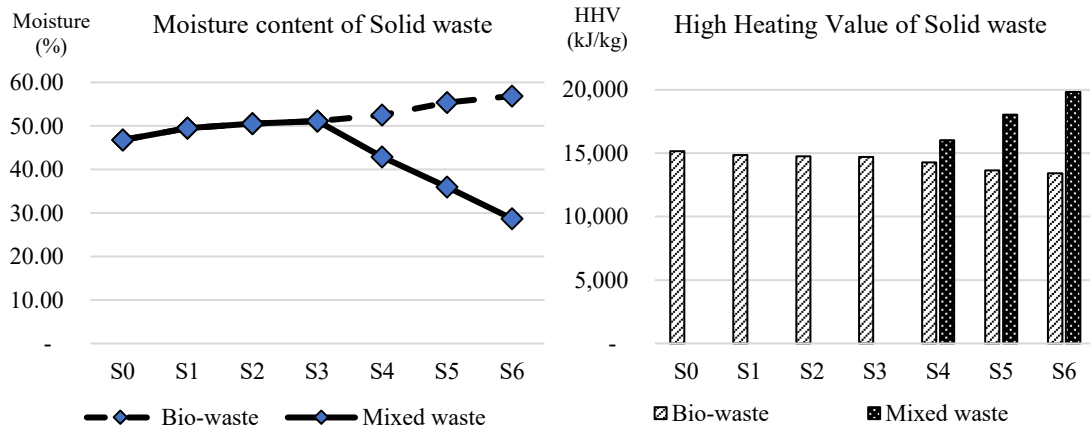 Moisture
(%)
Moisture content of Solid waste
60.00
50.00
40.00
30.00
20.00
10.00
-
S0 S1 S2 S3 S4 S5 S6
Bio-waste Mixed waste
HHV
(kJ/kg)
High Heating Value of Solid waste
20,000
15,000
10,000
5,000
-
S0 S1 S2 S3 S4 S5 S6
Bio-waste Mixed waste